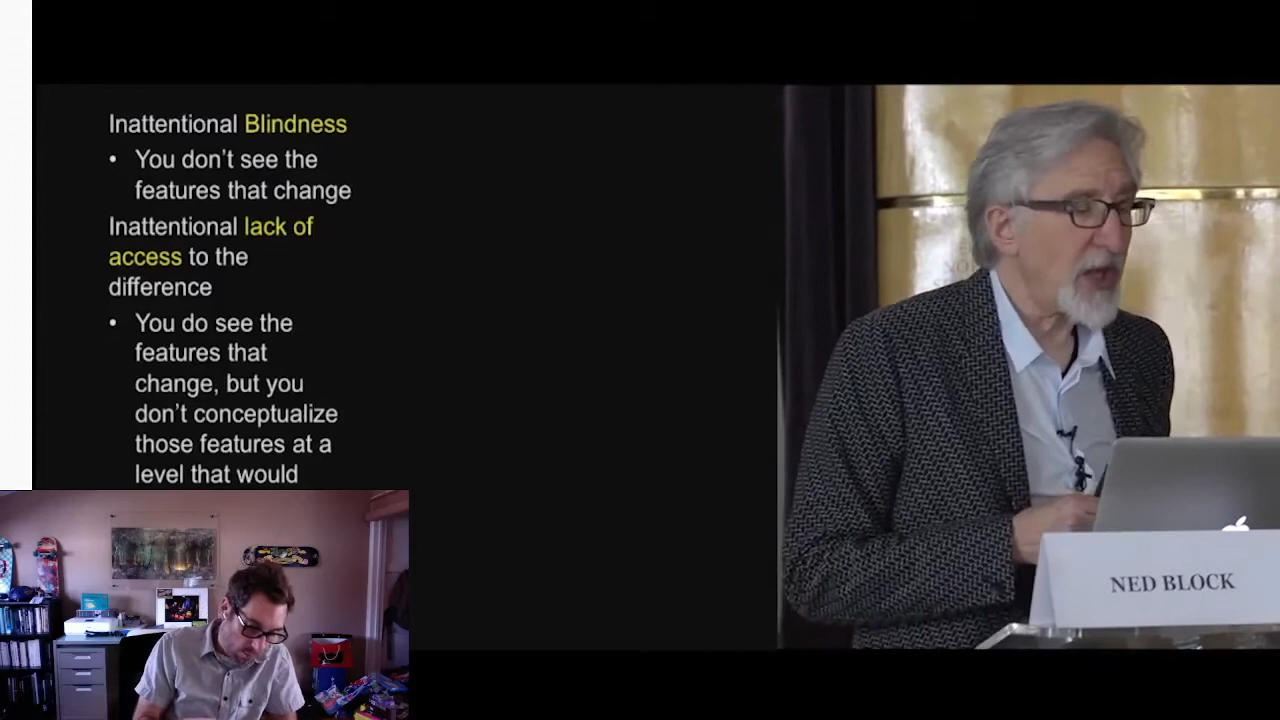 Inattentional Blindness
• You don't see the
features that change
Inattentional lack of
access to the
difference
• You do see the
features that
change, but you
don't conceptualize
those features at a
level that would
NED BLOCK